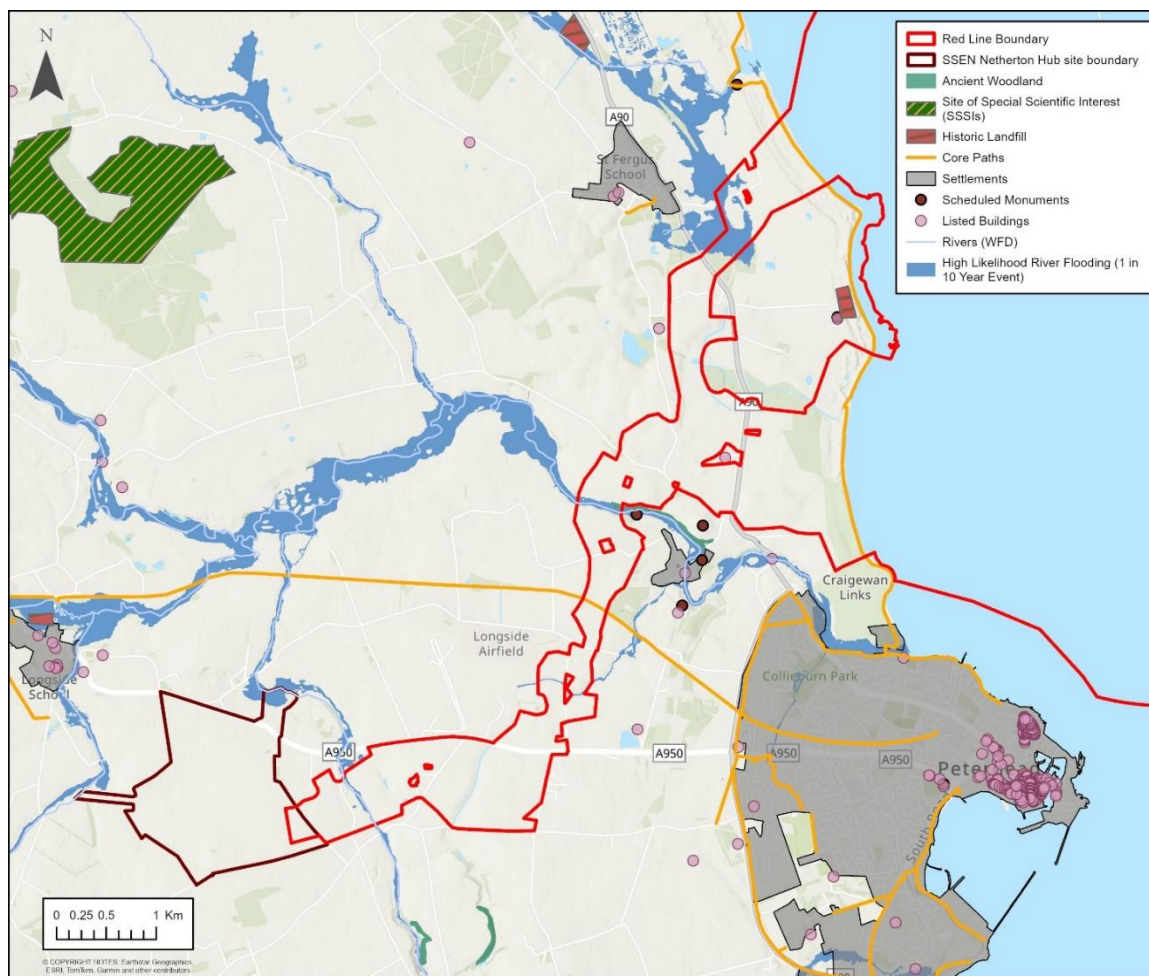 N
A90
St Fergus
School
A90
Craigewan
Links
Longside
Airfield
Longside
School
Collieburn Park
A950
A950
A950
A950
Peterhead
South Road
0 0.25 0.5 1 Km
© COPYRIGHT NOTES: Earthstar Geographics,
ESRI, TomTom, Garmin and other contributors.
Red Line Boundary
SSEN Netherton Hub site boundary
Ancient Woodland
Site of Special Scientific Interest
(SSSIs)
Historic Landfill
Core Paths
Settlements
Scheduled Monuments
Listed Buildings
Rivers (WFD)
High Likelihood River Flooding (1 in
10 Year Event)